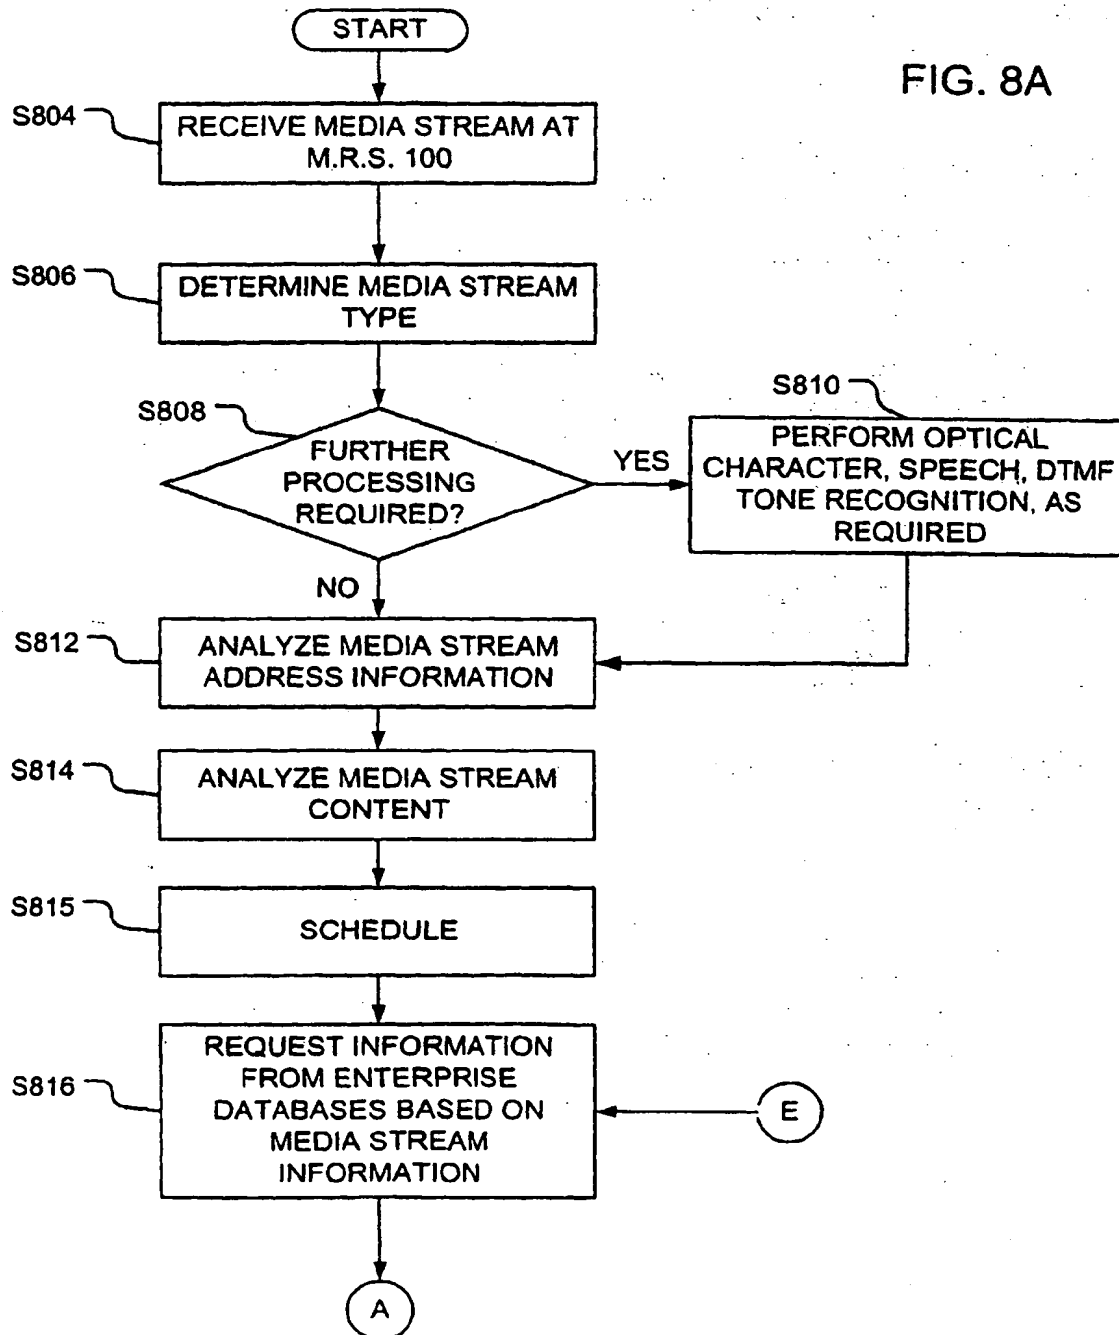 START
FIG. 8A
S804
RECEIVE MEDIA STREAM AT
M.R.S. 100
S806
DETERMINE MEDIA STREAM
TYPE
S808
FURTHER
PROCESSING
REQUIRED?
YES
S810
PERFORM OPTICAL
CHARACTER, SPEECH, DTMF
TONE RECOGNITION, AS
REQUIRED
NO
S812
ANALYZE MEDIA STREAM
ADDRESS INFORMATION
S814
ANALYZE MEDIA STREAM
CONTENT
S815
SCHEDULE
S816
REQUEST INFORMATION
FROM ENTERPRISE
DATABASES BASED ON
MEDIA STREAM
INFORMATION
E
A